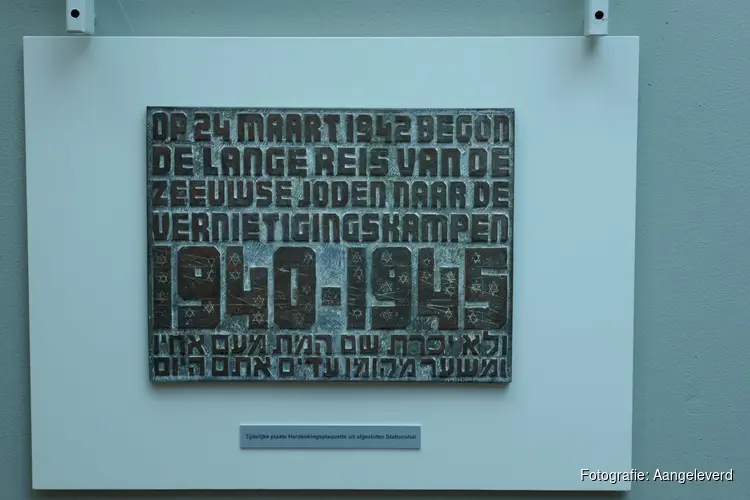 OP 24 MAART 1942 BEGON
DE LANGE REIS VAN DE
ZEEUWSE JODEN NAAR DE
VERNIETIGINGSKAMPEN
1940-1945
ולא יכרת שם המת מעם אחיו
ומשער מקומו עדים אתם היום
Tijdelijke plaats Herdenkingsplaquette uit afgesloten Stationshal
Fotografie: Aangeleverd